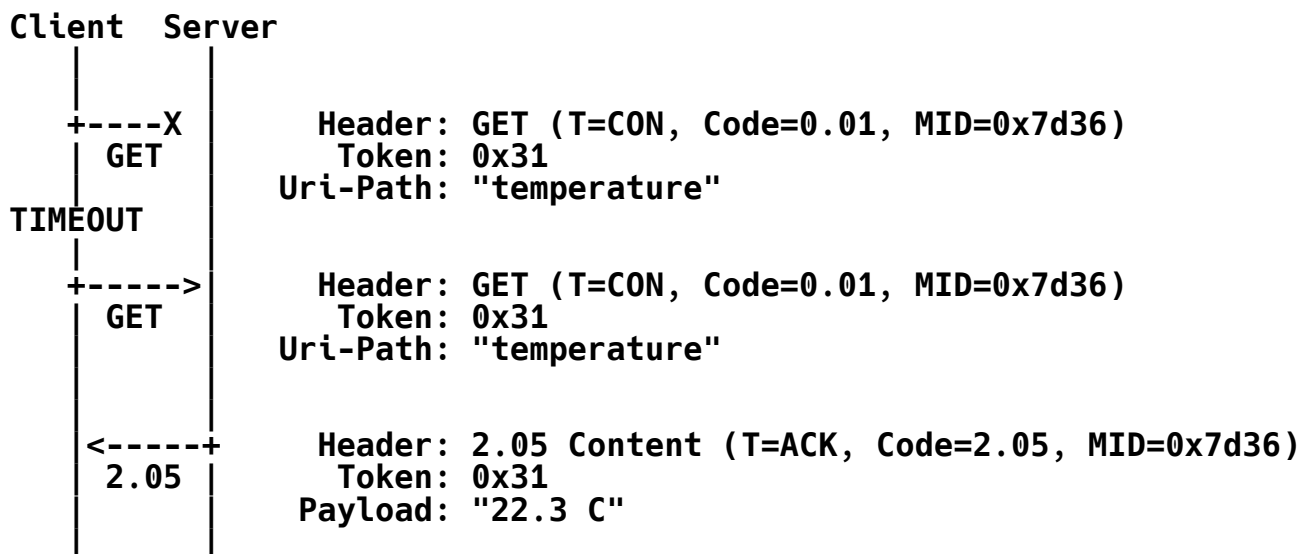 Client  Server
   |      |
   |      |
   +----X |     Header: GET (T=CON, Code=0.01, MID=0x7d36)
   | GET  |      Token: 0x31
   |      |   Uri-Path: "temperature"
TIMEOUT   |
   |      |
   +----->|     Header: GET (T=CON, Code=0.01, MID=0x7d36)
   | GET  |      Token: 0x31
   |      |   Uri-Path: "temperature"
   |      |
   |      |
   |<-----+     Header: 2.05 Content (T=ACK, Code=2.05, MID=0x7d36)
   | 2.05 |      Token: 0x31
   |      |    Payload: "22.3 C"
   |      |